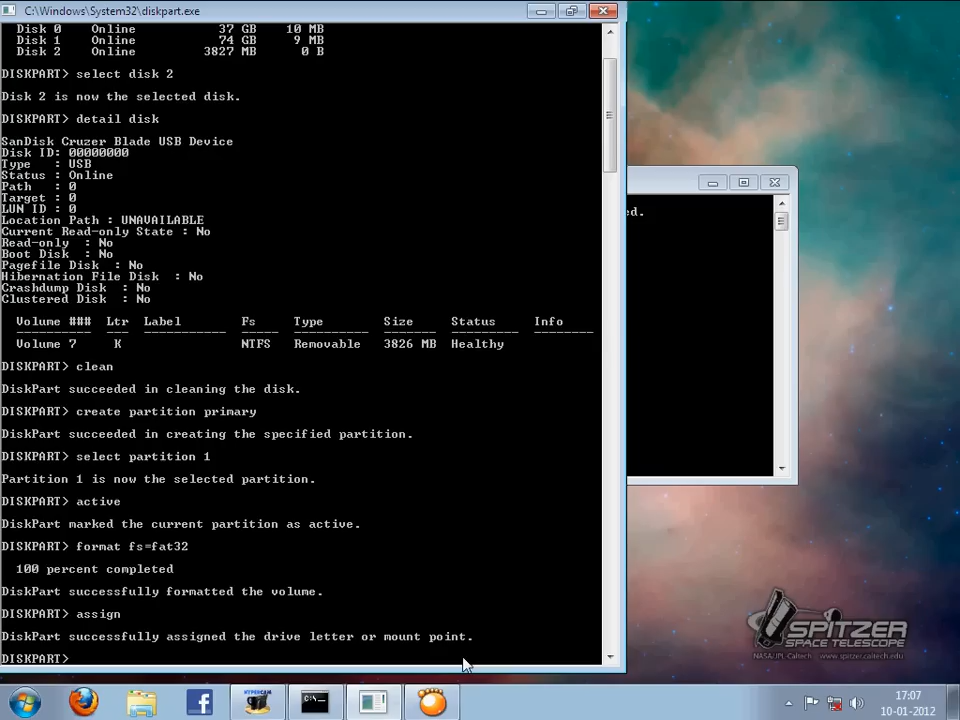 C:\Windows\System32\diskpart.exe
Disk 0 Online 37 GB 10 MB
Disk 1 Online 74 GB 9 MB
Disk 2 Online 3827 MB 0 B
DISKPART> select disk 2
Disk 2 is now the selected disk.
DISKPART> detail disk
SanDisk Cruzer Blade USB Device
Disk ID: 00000000
Type : USB
Status : Online
Path : 0
Target : 0
LUN ID : 0
Location Path : UNAVAILABLE
Current Read-only State : No
Read-only : No
Boot Disk : No
Pagefile Disk : No
Hibernation File Disk : No
Crashdump Disk : No
Clustered Disk : No
Volume ### Ltr Label Fs Type Size Status Info
---------- --- ----------- ----- ---------- ------- --------- --------
Volume 7 K NTFS Removable 3826 MB Healthy
DISKPART> clean
DiskPart succeeded in cleaning the disk.
DISKPART> create partition primary
DiskPart succeeded in creating the specified partition.
DISKPART> select partition 1
Partition 1 is now the selected partition.
DISKPART> active
DiskPart marked the current partition as active.
DISKPART> format fs=fat32
100 percent completed
DiskPart successfully formatted the volume.
DISKPART> assign
DiskPart successfully assigned the drive letter or mount point.
DISKPART>
ed.
SPITZER
SPACE TELESCOPE
NASA/JPL-Caltech www.spitzer.caltech.edu
HYPERCAM
C:\.
17:07
10-01-2012